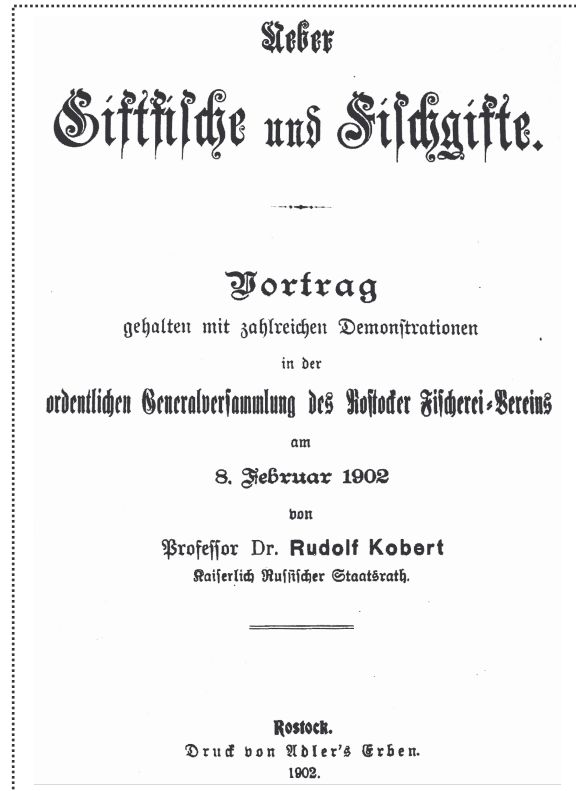 Ueber
Giftfische und Fischgifte.
Vortrag
gehalten mit zahlreichen Demonstrationen
in der
ordentlichen Generalversammlung des Rostocker Fischerei-Vereins
am
8. Februar 1902
von
Professor Dr. Rudolf Kobert
Kaiserlich Russischer Staatsrath.
Rostock.
Druck von Adler's Erben.
1902.